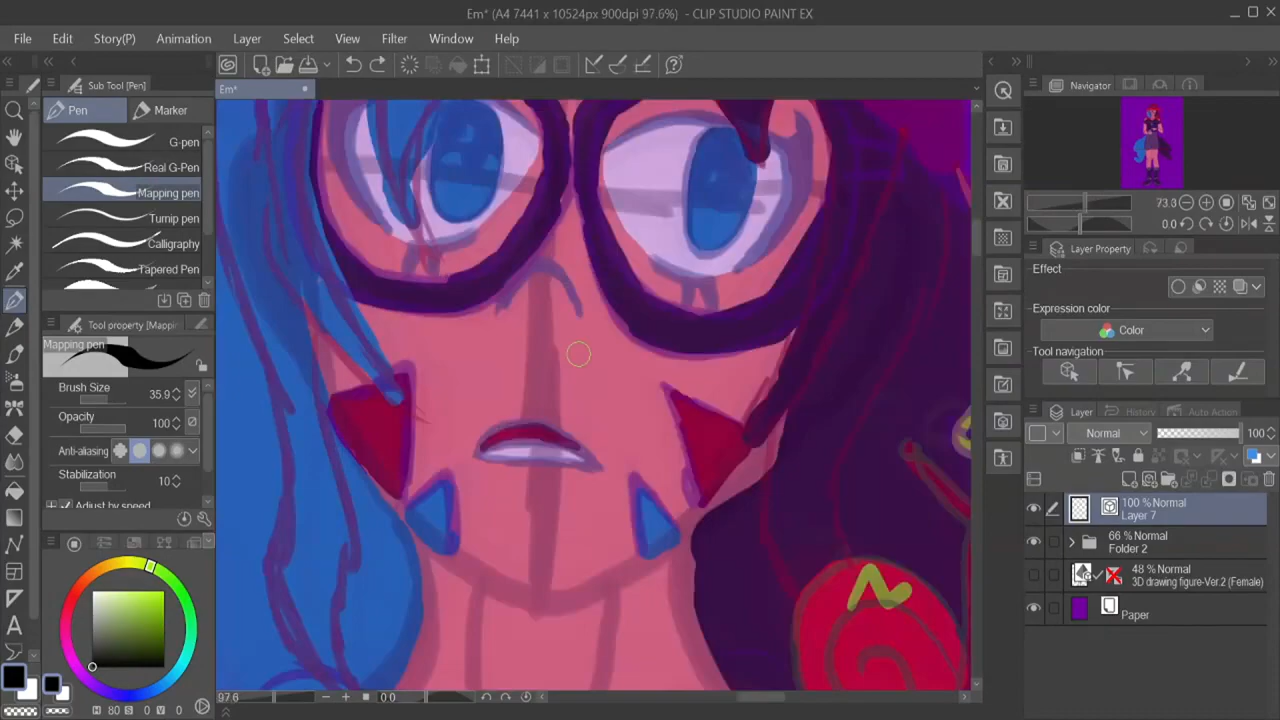 Em* (A4 7441 x 10524px 900dpi 97.6%) - CLIP STUDIO PAINT EX
File Edit Story(P) Animation Layer Select View Filter Window Help
Sub Tool [Pen]
Pen Marker
G-pen
Real G-Pen
Mapping pen
Turnip pen
Calligraphy
Tapered Pen
Tool property [Mappin
Mapping pen
Brush Size 35.9
Opacity 100
Anti-aliasing
Stabilization 10
Adjust by speed
H 80 S 0 V 0
Em*
97.6 0.0
Navigator
73.3
0.0
Layer Property
Effect
Expression color
Color
Tool navigation
Layer History Auto Action
Normal 100
100 % Normal
Layer 7
66 % Normal
Folder 2
48 % Normal
3D drawing figure-Ver.2 (Female)
Paper